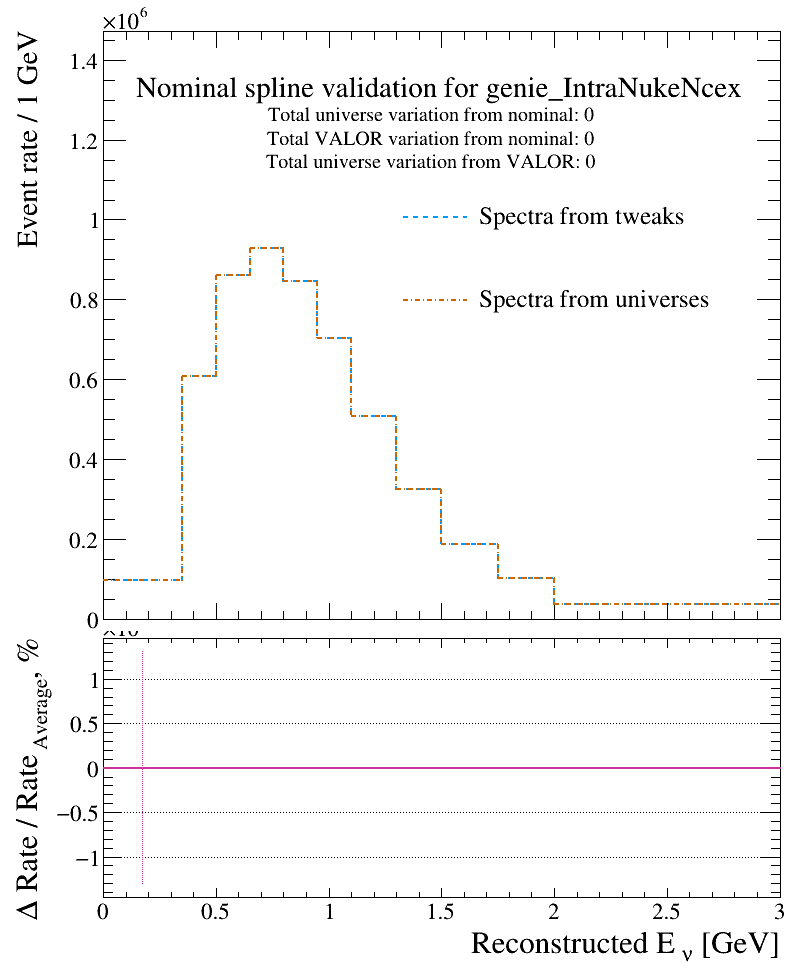 ×10^6
Event rate / 1 GeV
1.4
1.2
1
0.8
0.6
0.4
0.2
0
Nominal spline validation for genie_IntraNukeNcex
Total universe variation from nominal: 0
Total VALOR variation from nominal: 0
Total universe variation from VALOR: 0
Spectra from tweaks
Spectra from universes
Δ Rate / Rate Average, %
1
0.5
0
−0.5
−1
0 0.5 1 1.5 2 2.5 3
Reconstructed E ν [GeV]